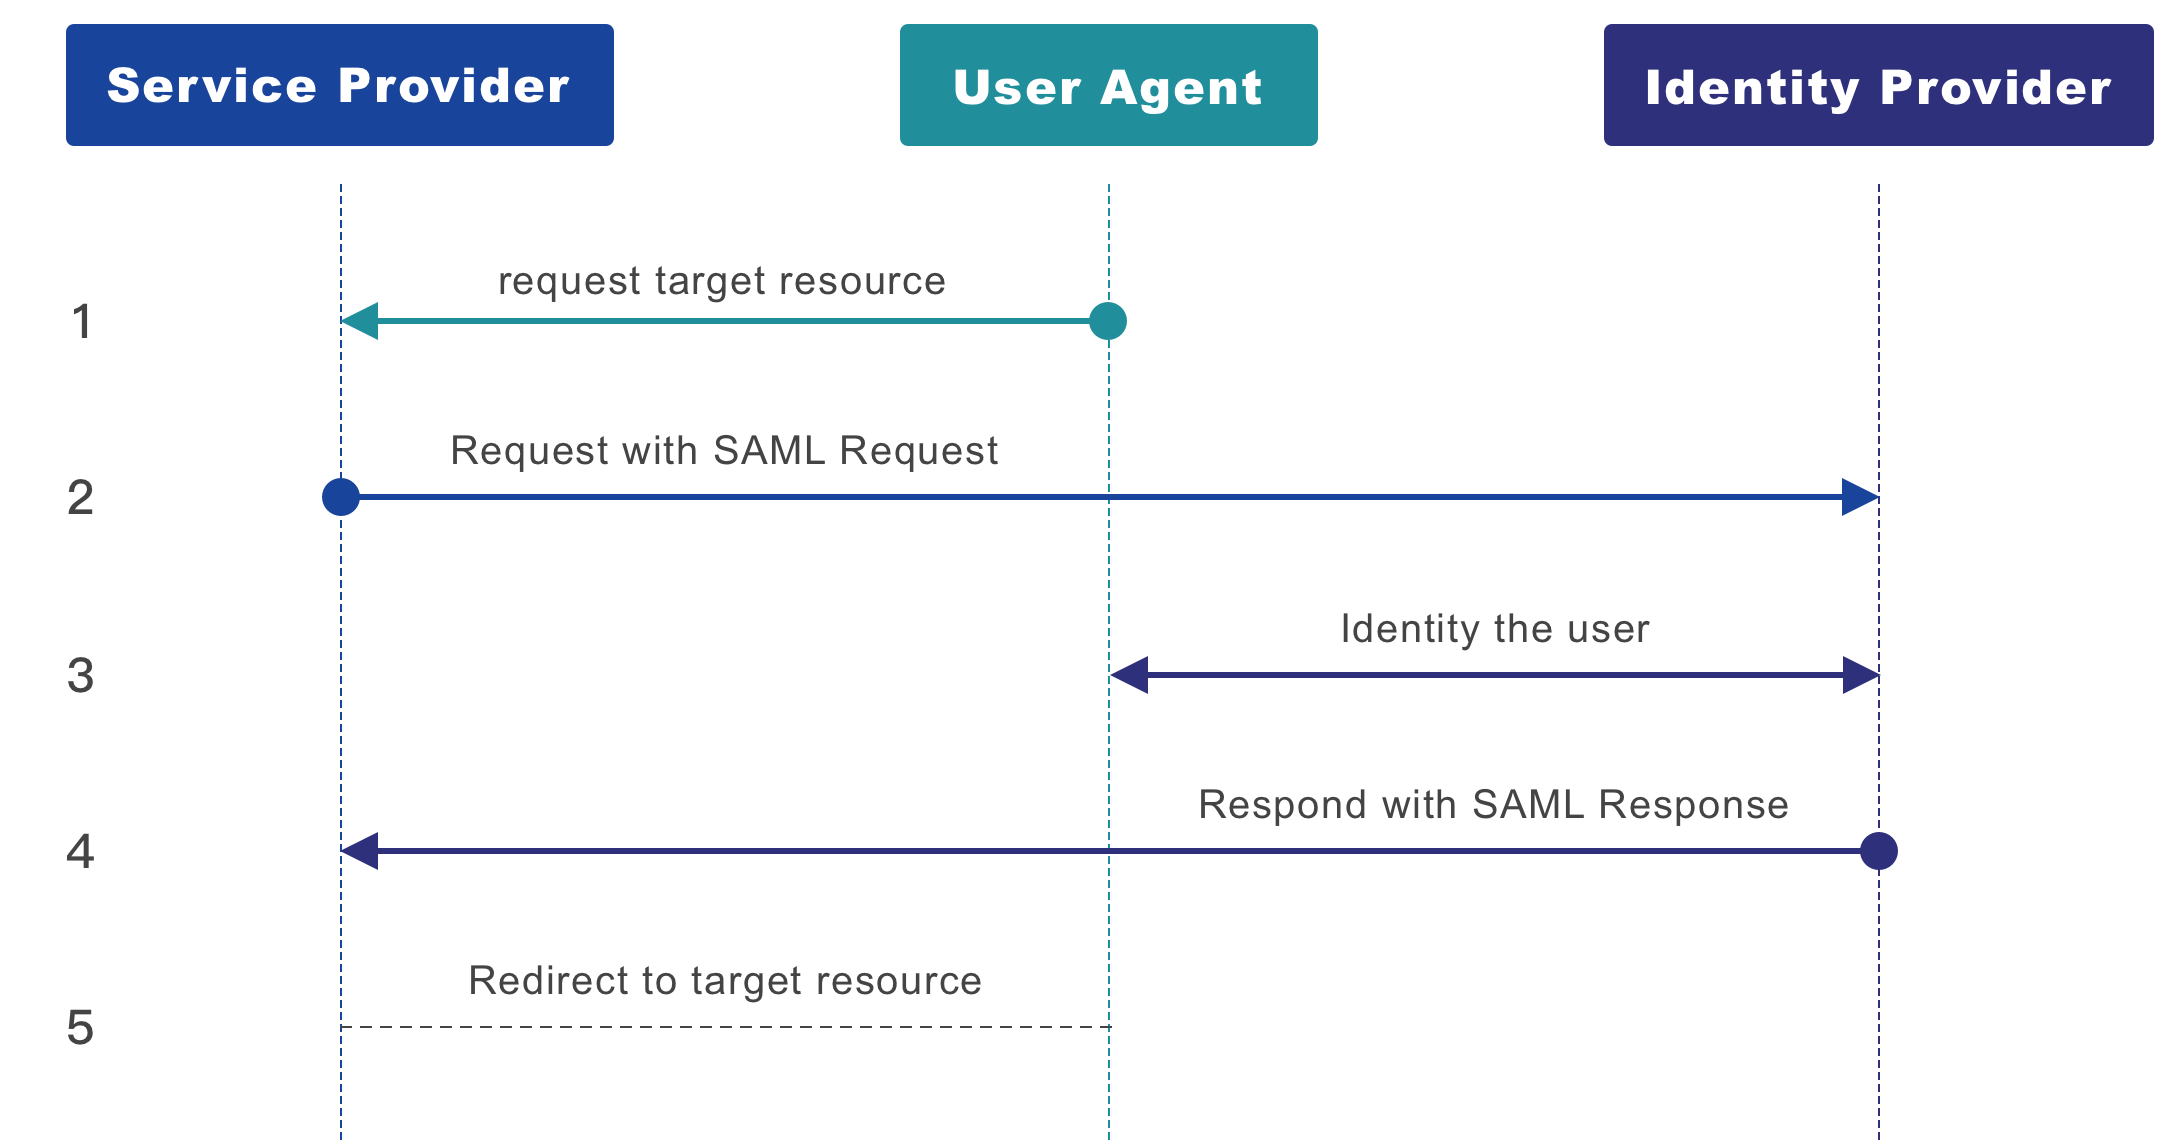 Service Provider
User Agent
Identity Provider
request target resource
1
Request with SAML Request
2
Identity the user
3
Respond with SAML Response
4
Redirect to target resource
5